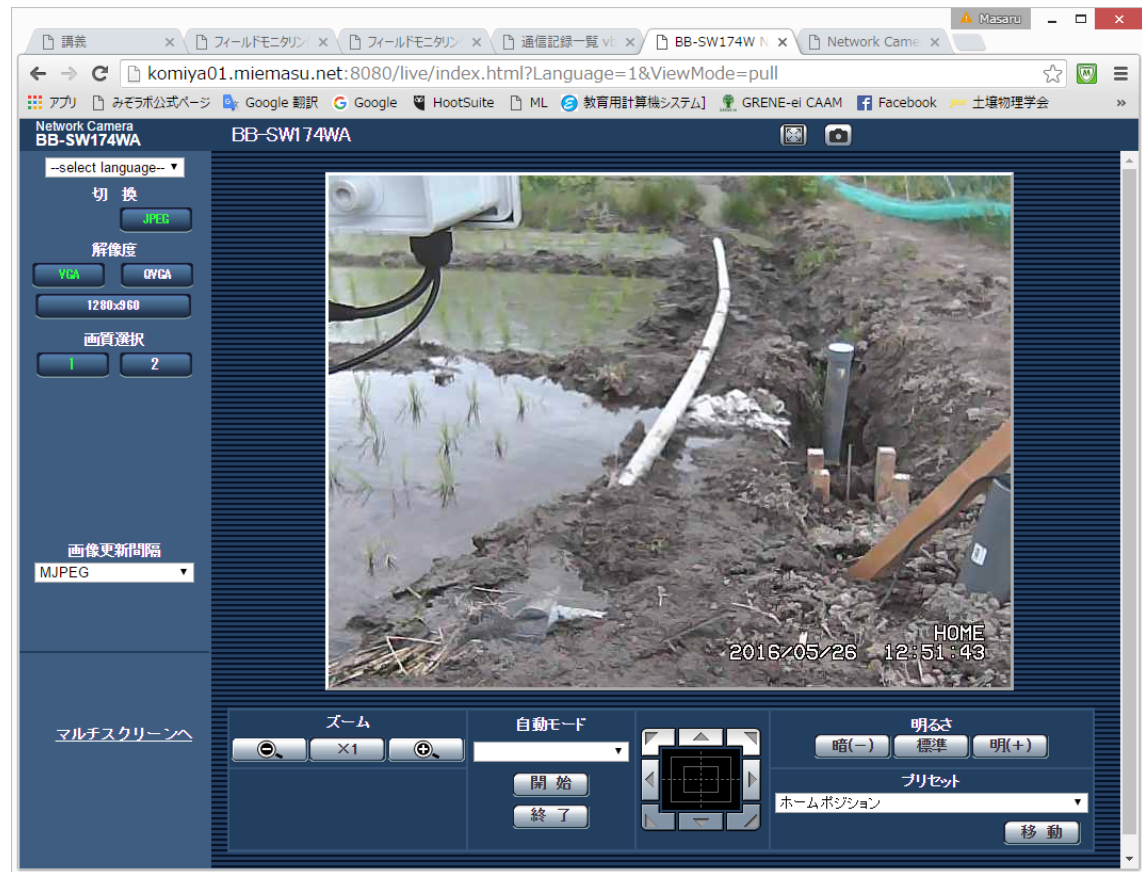 Masaru
講義
フィールドモニタリン
フィールドモニタリン
通信記録一覧 vb
BB-SW174W N
Network Came
komiya01.miemasu.net:8080/live/index.html?Language=1&ViewMode=pull
アプリ みぞラボ公式ページ Google 翻訳 Google HootSuite ML 教育用計算機システム] GRENE-ei CAAM Facebook 土壌物理学会 »
Network Camera
BB-SW174WA
BB-SW174WA
--select language--
切 換
JPEG
解像度
VGA QVGA
1280x960
画質選択
1 2
画像更新間隔
MJPEG
マルチスクリーンへ
HOME
2016/05/26 12:51:43
ズーム
×1
自動モード
開 始
終 了
明るさ
暗(−) 標準 明(+)
プリセット
ホームポジション
移 動